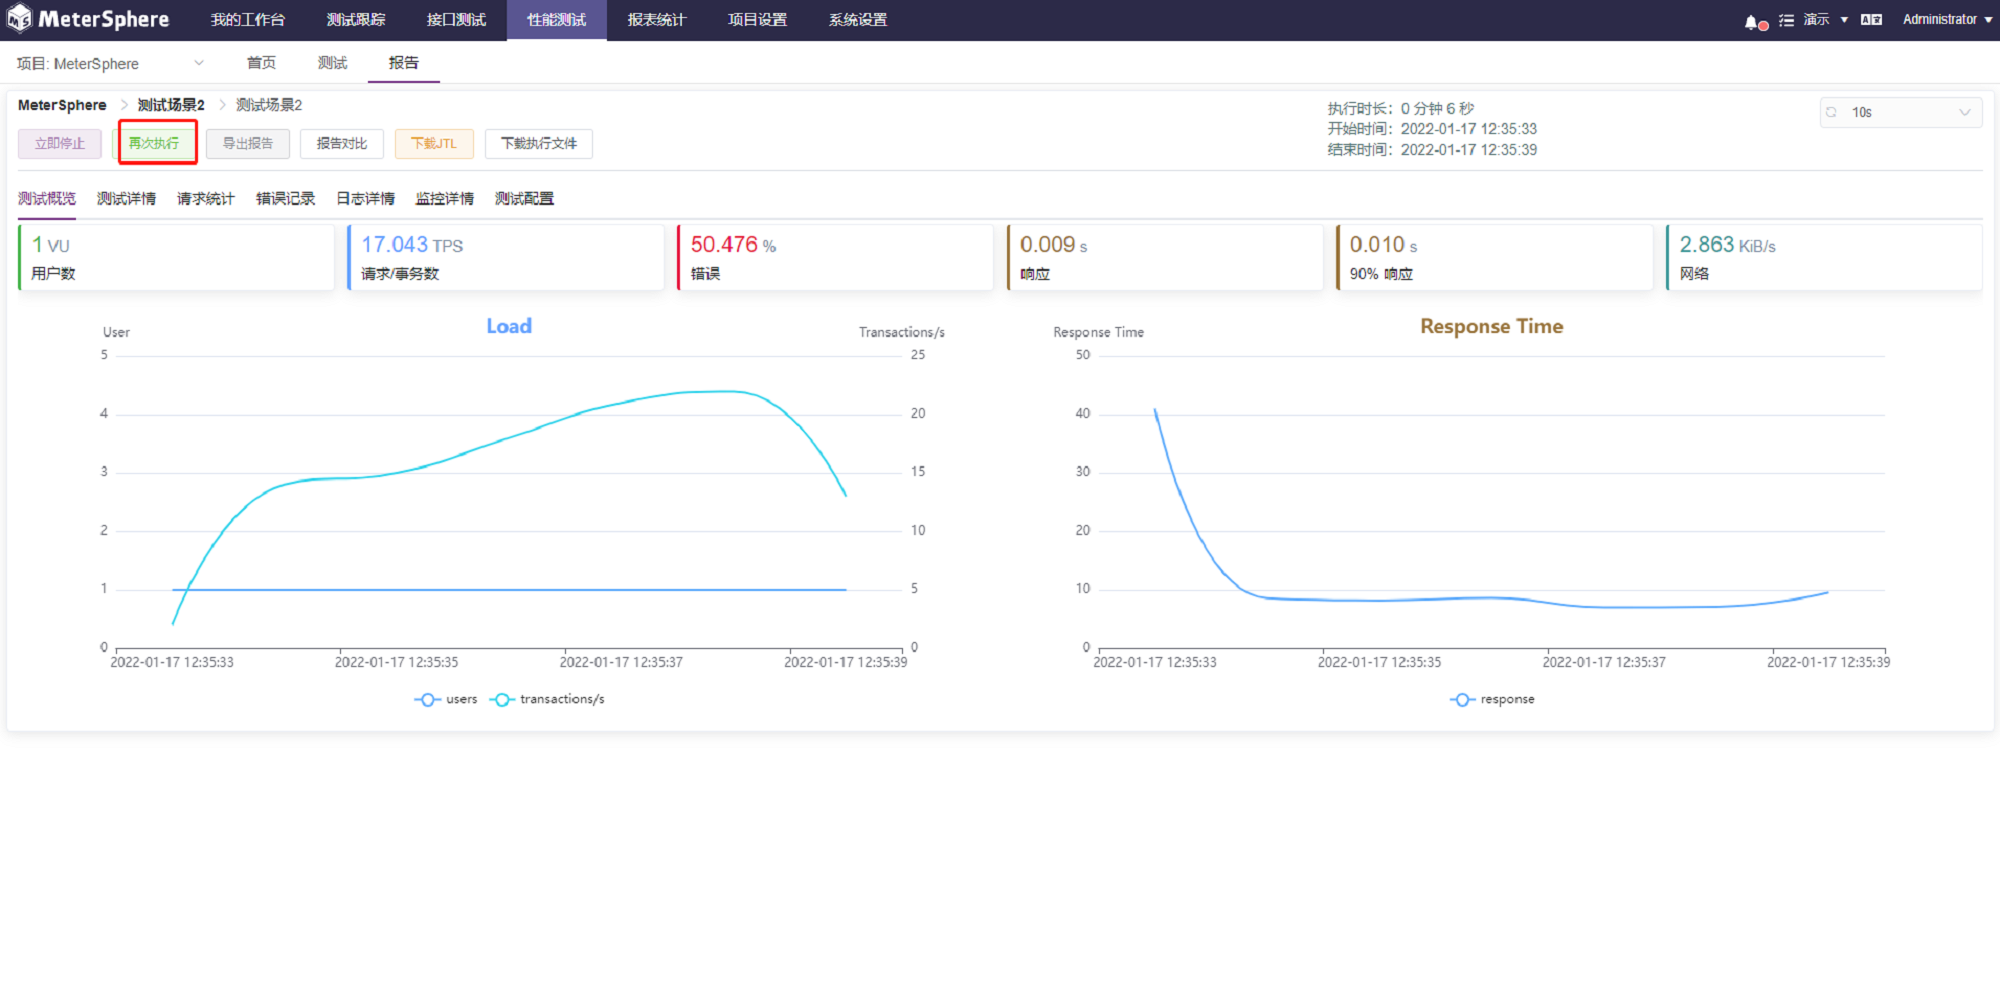 MeterSphere 我的工作台 测试跟踪 接口测试 性能测试 报表统计 项目设置 系统设置 演示 Administrator
项目: MeterSphere 首页 测试 报告
MeterSphere 测试场景2 测试场景2
立即停止 再次执行 导出报告 报告对比 下载JTL 下载执行文件
执行时长: 0 分钟 6 秒
开始时间: 2022-01-17 12:35:33
结束时间: 2022-01-17 12:35:39
10s
测试概览 测试详情 请求统计 错误记录 日志详情 监控详情 测试配置
1 VU
用户数
17.043 TPS
请求/事务数
50.476 %
错误
0.009 s
响应
0.010 s
90% 响应
2.863 KiB/s
网络
Load
User
Transactions/s
5
4
3
2
1
0
25
20
15
10
5
0
2022-01-17 12:35:33 2022-01-17 12:35:35 2022-01-17 12:35:37 2022-01-17 12:35:39
users transactions/s
Response Time
Response Time
50
40
30
20
10
0
2022-01-17 12:35:33 2022-01-17 12:35:35 2022-01-17 12:35:37 2022-01-17 12:35:39
response